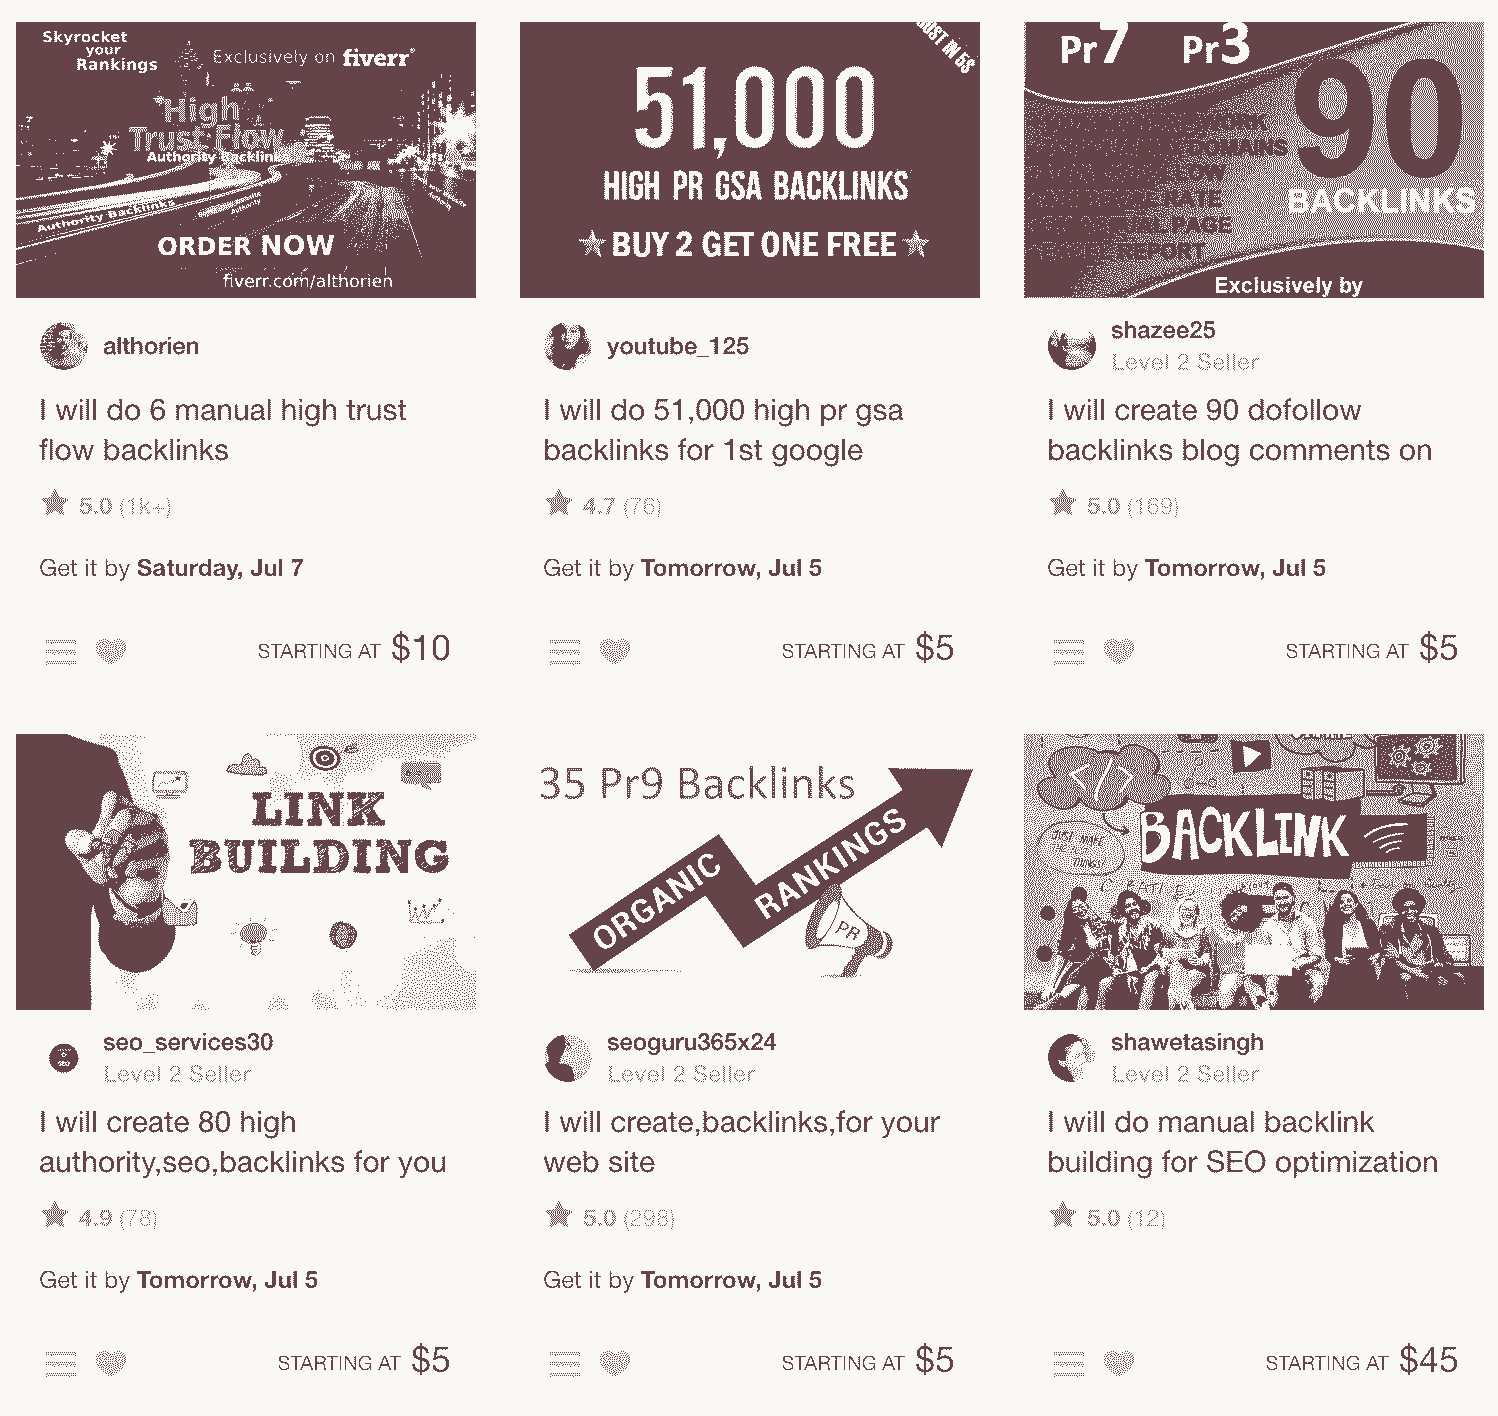 Skyrocket
your
Rankings
Exclusively on fiverr
High
Trust Flow
Authority Backlinks
Authority Backlinks
Authority
ORDER NOW
fiverr.com/althorien
althorien
I will do 6 manual high trust
flow backlinks
5.0 (1k+)
Get it by Saturday, Jul 7
STARTING AT $10
JUST IN 5$
51,000
HIGH PR GSA BACKLINKS
BUY 2 GET ONE FREE
youtube_125
I will do 51,000 high pr gsa
backlinks for 1st google
4.7 (76)
Get it by Tomorrow, Jul 5
STARTING AT $5
Pr7 Pr3
90
BACKLINKS
DOMAINS
RATE
PAGE
REPORT
Exclusively by
shazee25
Level 2 Seller
I will create 90 dofollow
backlinks blog comments on
5.0 (169)
Get it by Tomorrow, Jul 5
STARTING AT $5
LINK
BUILDING
SEO
seo_services30
Level 2 Seller
I will create 80 high
authority,seo,backlinks for you
4.9 (78)
Get it by Tomorrow, Jul 5
STARTING AT $5
35 Pr9 Backlinks
ORGANIC RANKINGS
PR
seoguru365x24
Level 2 Seller
I will create,backlinks,for your
web site
5.0 (298)
Get it by Tomorrow, Jul 5
STARTING AT $5
</>
BACKLINK
MAKE
THINGS
shawetasingh
Level 2 Seller
I will do manual backlink
building for SEO optimization
5.0 (12)
STARTING AT $45